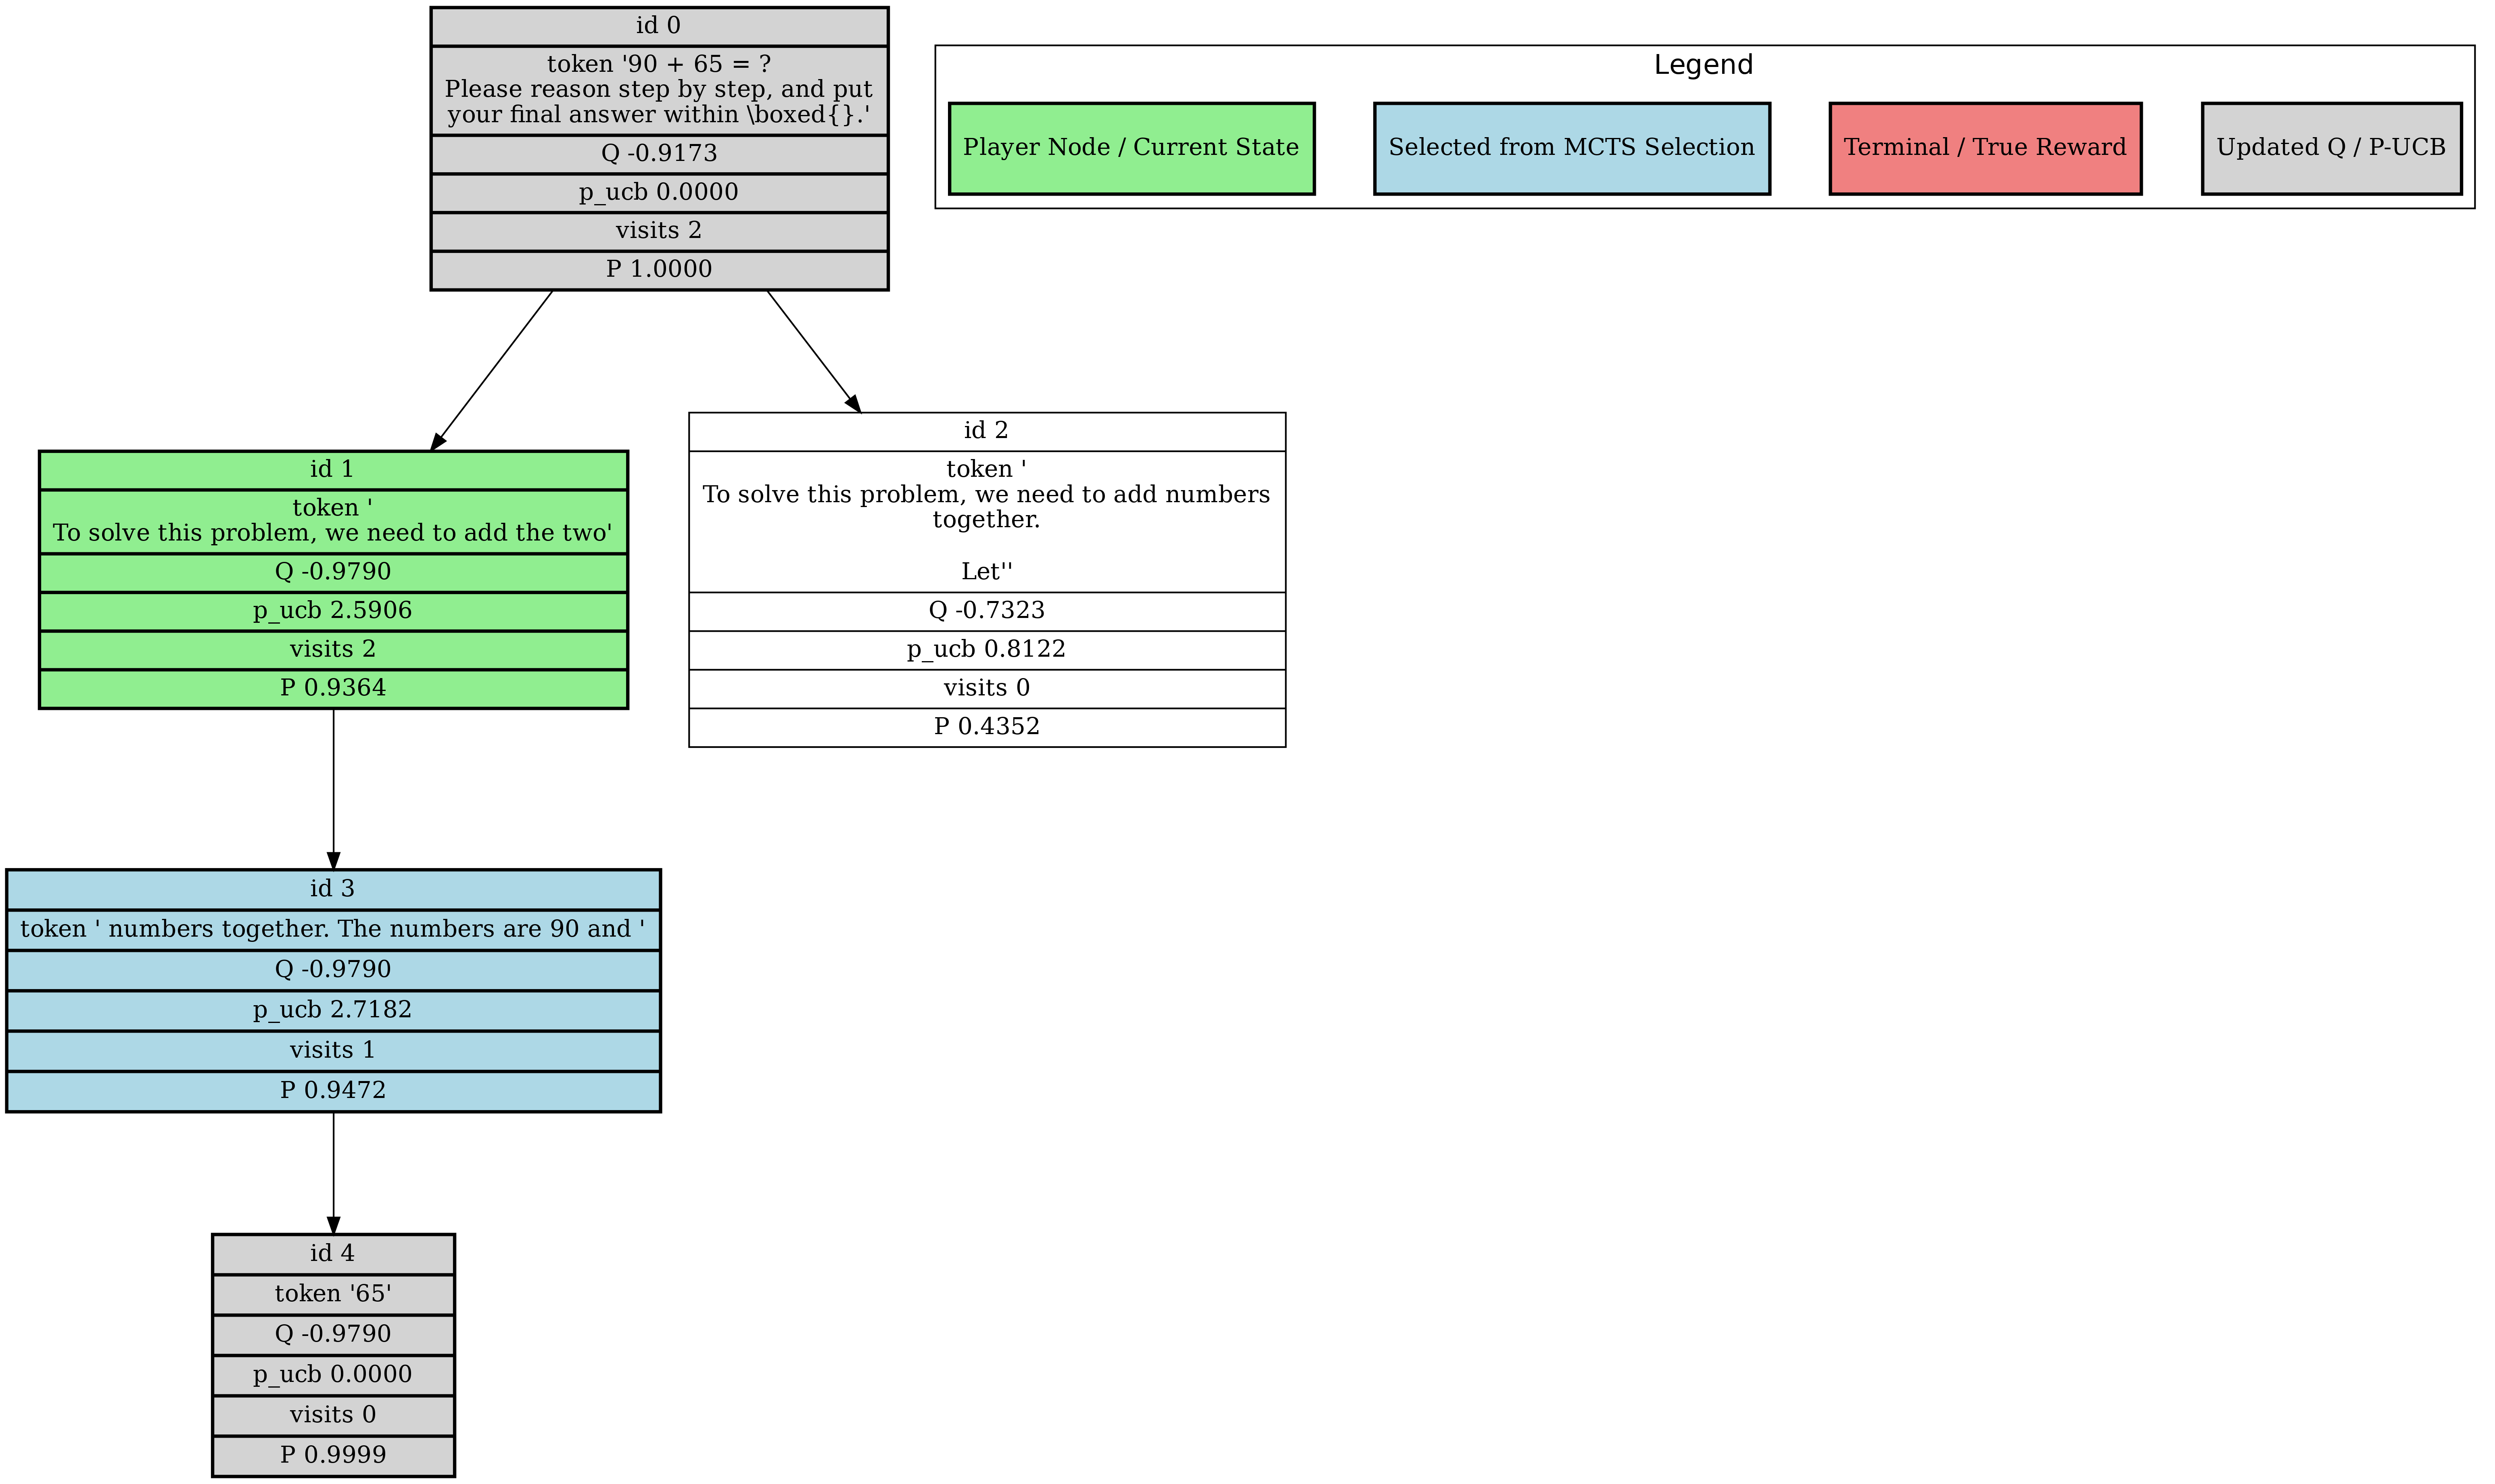 id 0
token '90 + 65 = ?
Please reason step by step, and put
your final answer within \boxed{}.'
Q -0.9173
p_ucb 0.0000
visits 2
P 1.0000
Legend
Player Node / Current State
Selected from MCTS Selection
Terminal / True Reward
Updated Q / P-UCB
id 1
token '
To solve this problem, we need to add the two'
Q -0.9790
p_ucb 2.5906
visits 2
P 0.9364
id 2
token '
To solve this problem, we need to add numbers
together.
Let''
Q -0.7323
p_ucb 0.8122
visits 0
P 0.4352
id 3
token ' numbers together. The numbers are 90 and '
Q -0.9790
p_ucb 2.7182
visits 1
P 0.9472
id 4
token '65'
Q -0.9790
p_ucb 0.0000
visits 0
P 0.9999